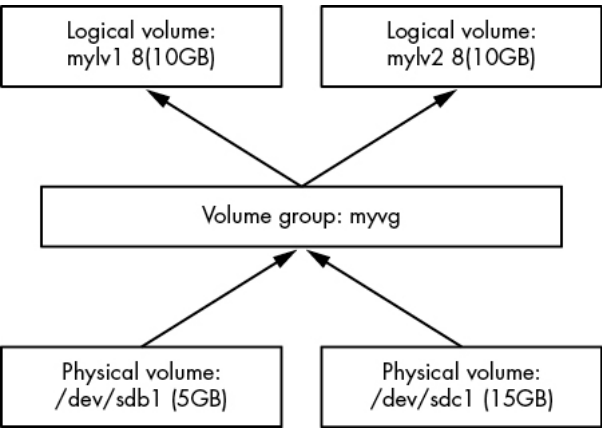 Logical volume:
mylv1 8(10GB)
Logical volume:
mylv2 8(10GB)
Volume group: myvg
Physical volume:
/dev/sdb1 (5GB)
Physical volume:
/dev/sdc1 (15GB)